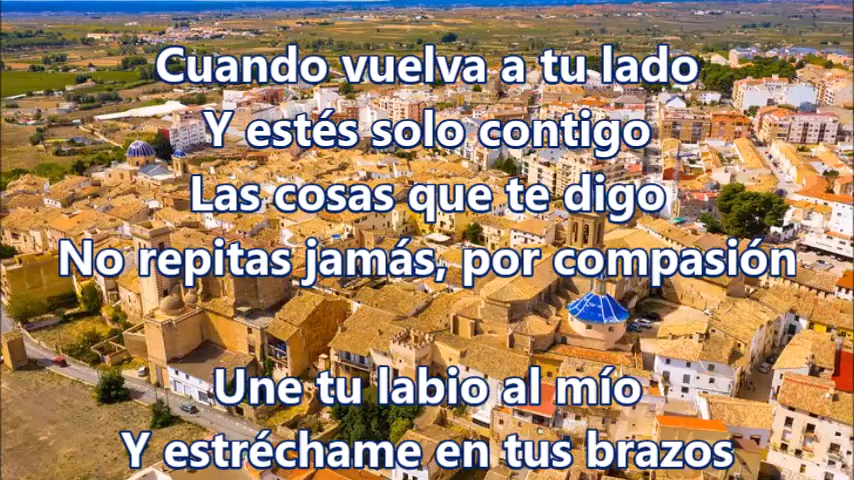 Cuando vuelva a tu lado
Y estés solo contigo
Las cosas que te digo
No repitas jamás, por compasión
Une tu labio al mío
Y estréchame en tus brazos